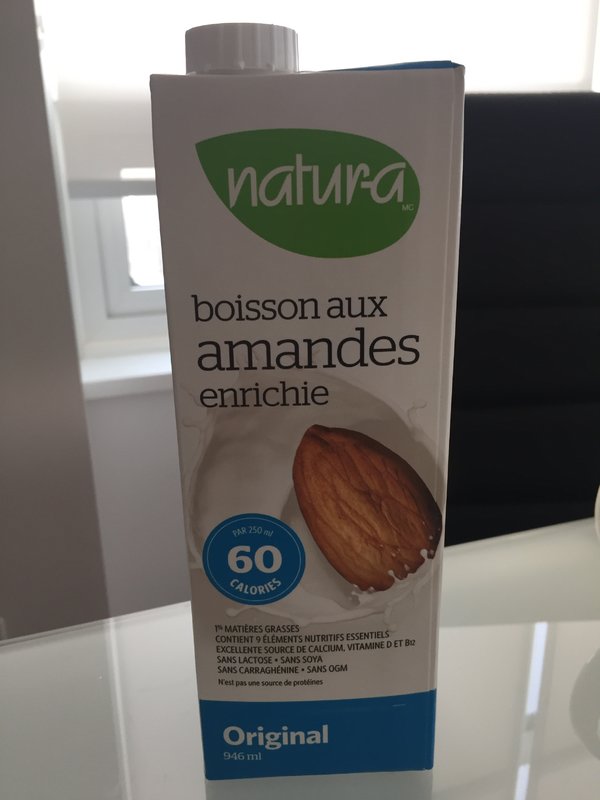 natur-a
MC
boisson aux
amandes
enrichie
PAR 250 ml
60
CALORIES
1% MATIÈRES GRASSES
CONTIENT 9 ÉLÉMENTS NUTRITIFS ESSENTIELS
EXCELLENTE SOURCE DE CALCIUM, VITAMINE D ET B12
SANS LACTOSE • SANS SOYA
SANS CARRAGHÉNINE • SANS OGM
N'est pas une source de protéines
Original
946 ml